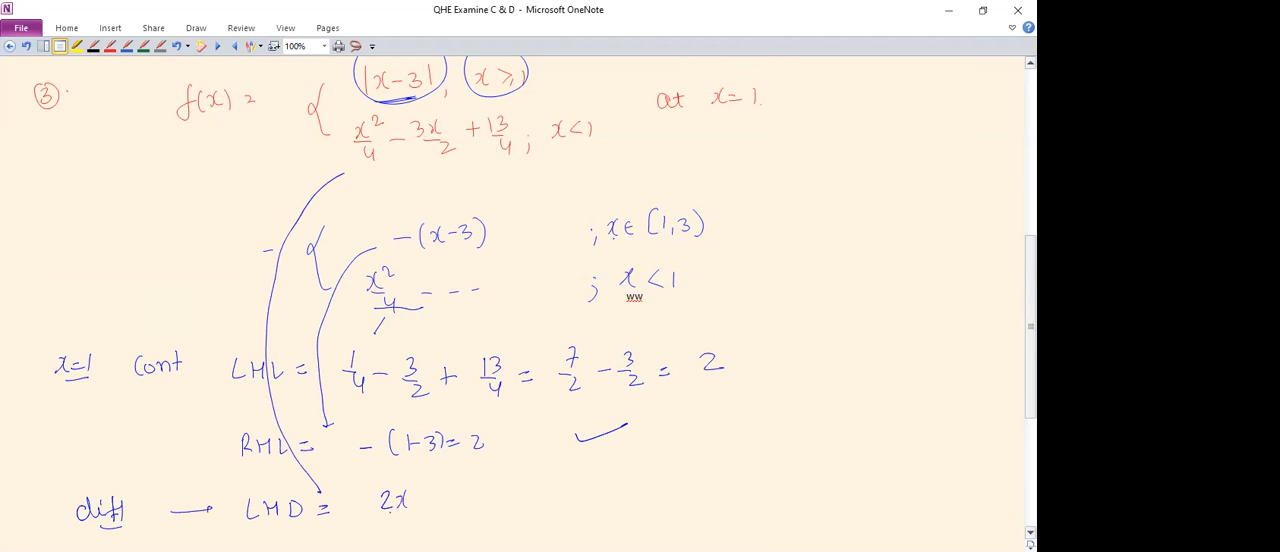 QHE Examine C & D - Microsoft OneNote
File Home Insert Draw Review View
100%
③. f(x) = { |x-3|, x ≥ 1 at x=1.
x²/4 - 3x/2 + 13/4 ; x<1
- { -(x-3) ; x ∈ [1,3)
x²/4 - - - ; x < 1
ww
x=1 Cont LHL = 1/4 - 3/2 + 13/4 = 7/2 - 3/2 = 2
RHL = -(1-3) = 2 ✓
diff → LHD = 2x